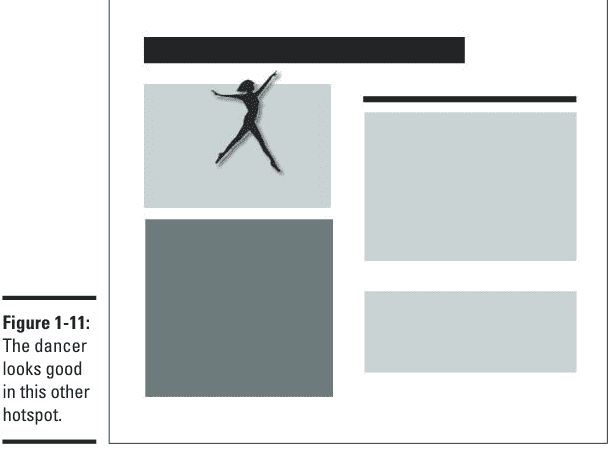 Figure 1-11:
The dancer
looks good
in this other
hotspot.